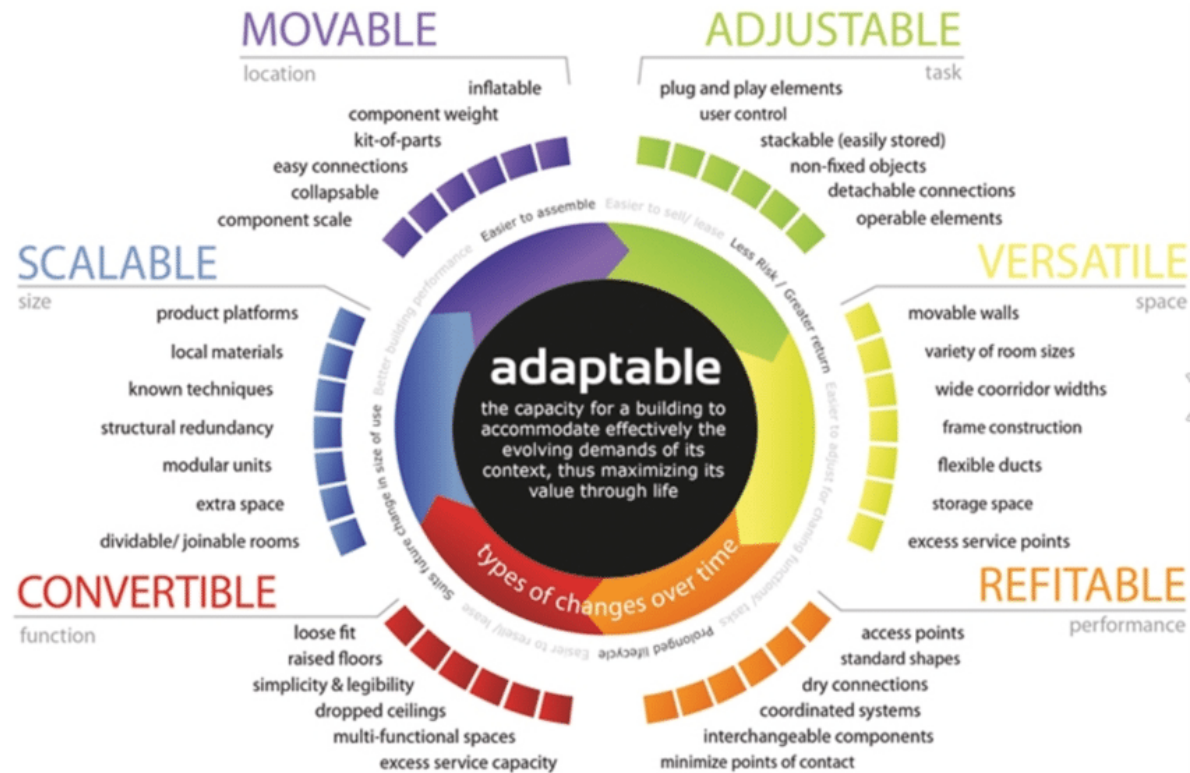 MOVABLE
location
inflatable
component weight
kit-of-parts
easy connections
collapsable
component scale
ADJUSTABLE
task
plug and play elements
user control
stackable (easily stored)
non-fixed objects
detachable connections
operable elements
SCALABLE
size
product platforms
local materials
known techniques
structural redundancy
modular units
extra space
dividable/ joinable rooms
VERSATILE
space
movable walls
variety of room sizes
wide coorridor widths
frame construction
flexible ducts
storage space
excess service points
CONVERTIBLE
function
loose fit
raised floors
simplicity & legibility
dropped ceilings
multi-functional spaces
excess service capacity
REFITABLE
performance
access points
standard shapes
dry connections
coordinated systems
interchangeable components
minimize points of contact
Easier to assemble
Easier to sell/ lease
Less Risk / Greater return
Easier to adjust for chaning functions/ tasks
Prolonged lifecycle
Easier to resell/ lease
Suits future change in size of use
Better building performance
adaptable
the capacity for a building to
accommodate effectively the
evolving demands of its
context, thus maximizing its
value through life
types of changes over time